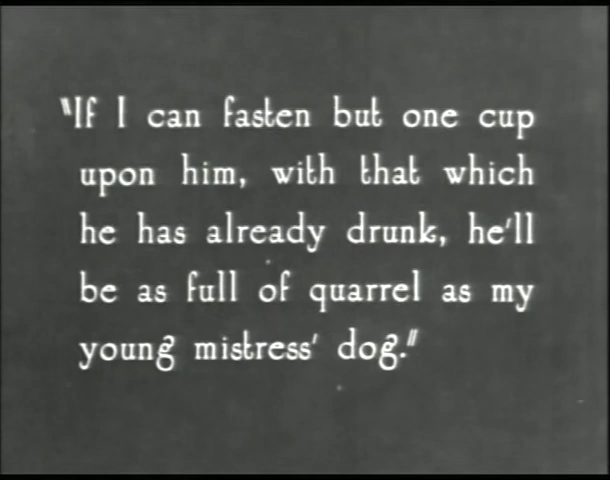 "If I can fasten but one cup
upon him, with that which
he has already drunk, he'll
be as full of quarrel as my
young mistress' dog."